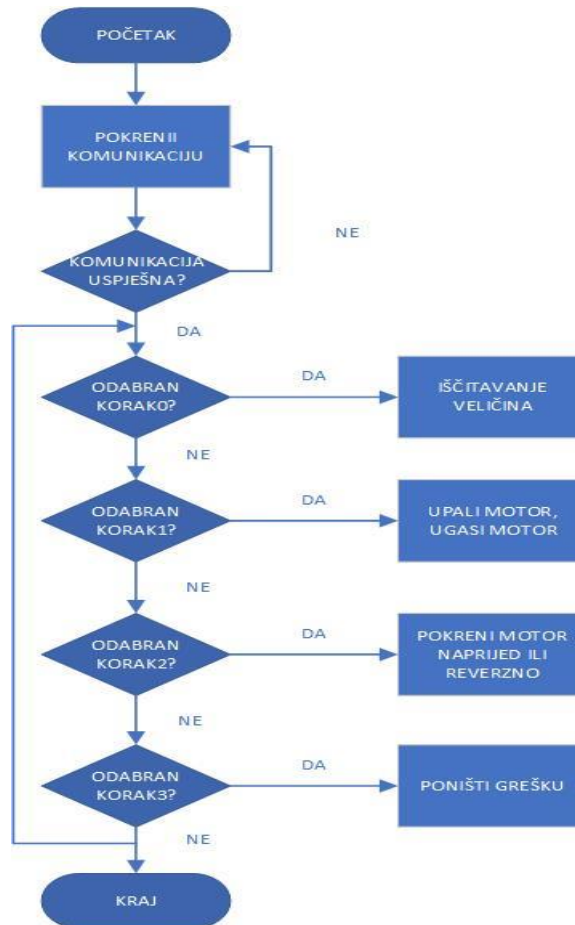 POČETAK
POKRENII
KOMUNIKACIJU
NE
KOMUNIKACIJA
USPJEŠNA?
DA
ODABRAN
KORAK0?
DA
IŠČITAVANJE
VELIČINA
NE
ODABRAN
KORAK1?
DA
UPALI MOTOR,
UGASI MOTOR
NE
ODABRAN
KORAK2?
DA
POKRENI MOTOR
NAPRIJED ILI
REVERZNO
NE
ODABRAN
KORAK3?
DA
PONIŠTI GREŠKU
NE
KRAJ